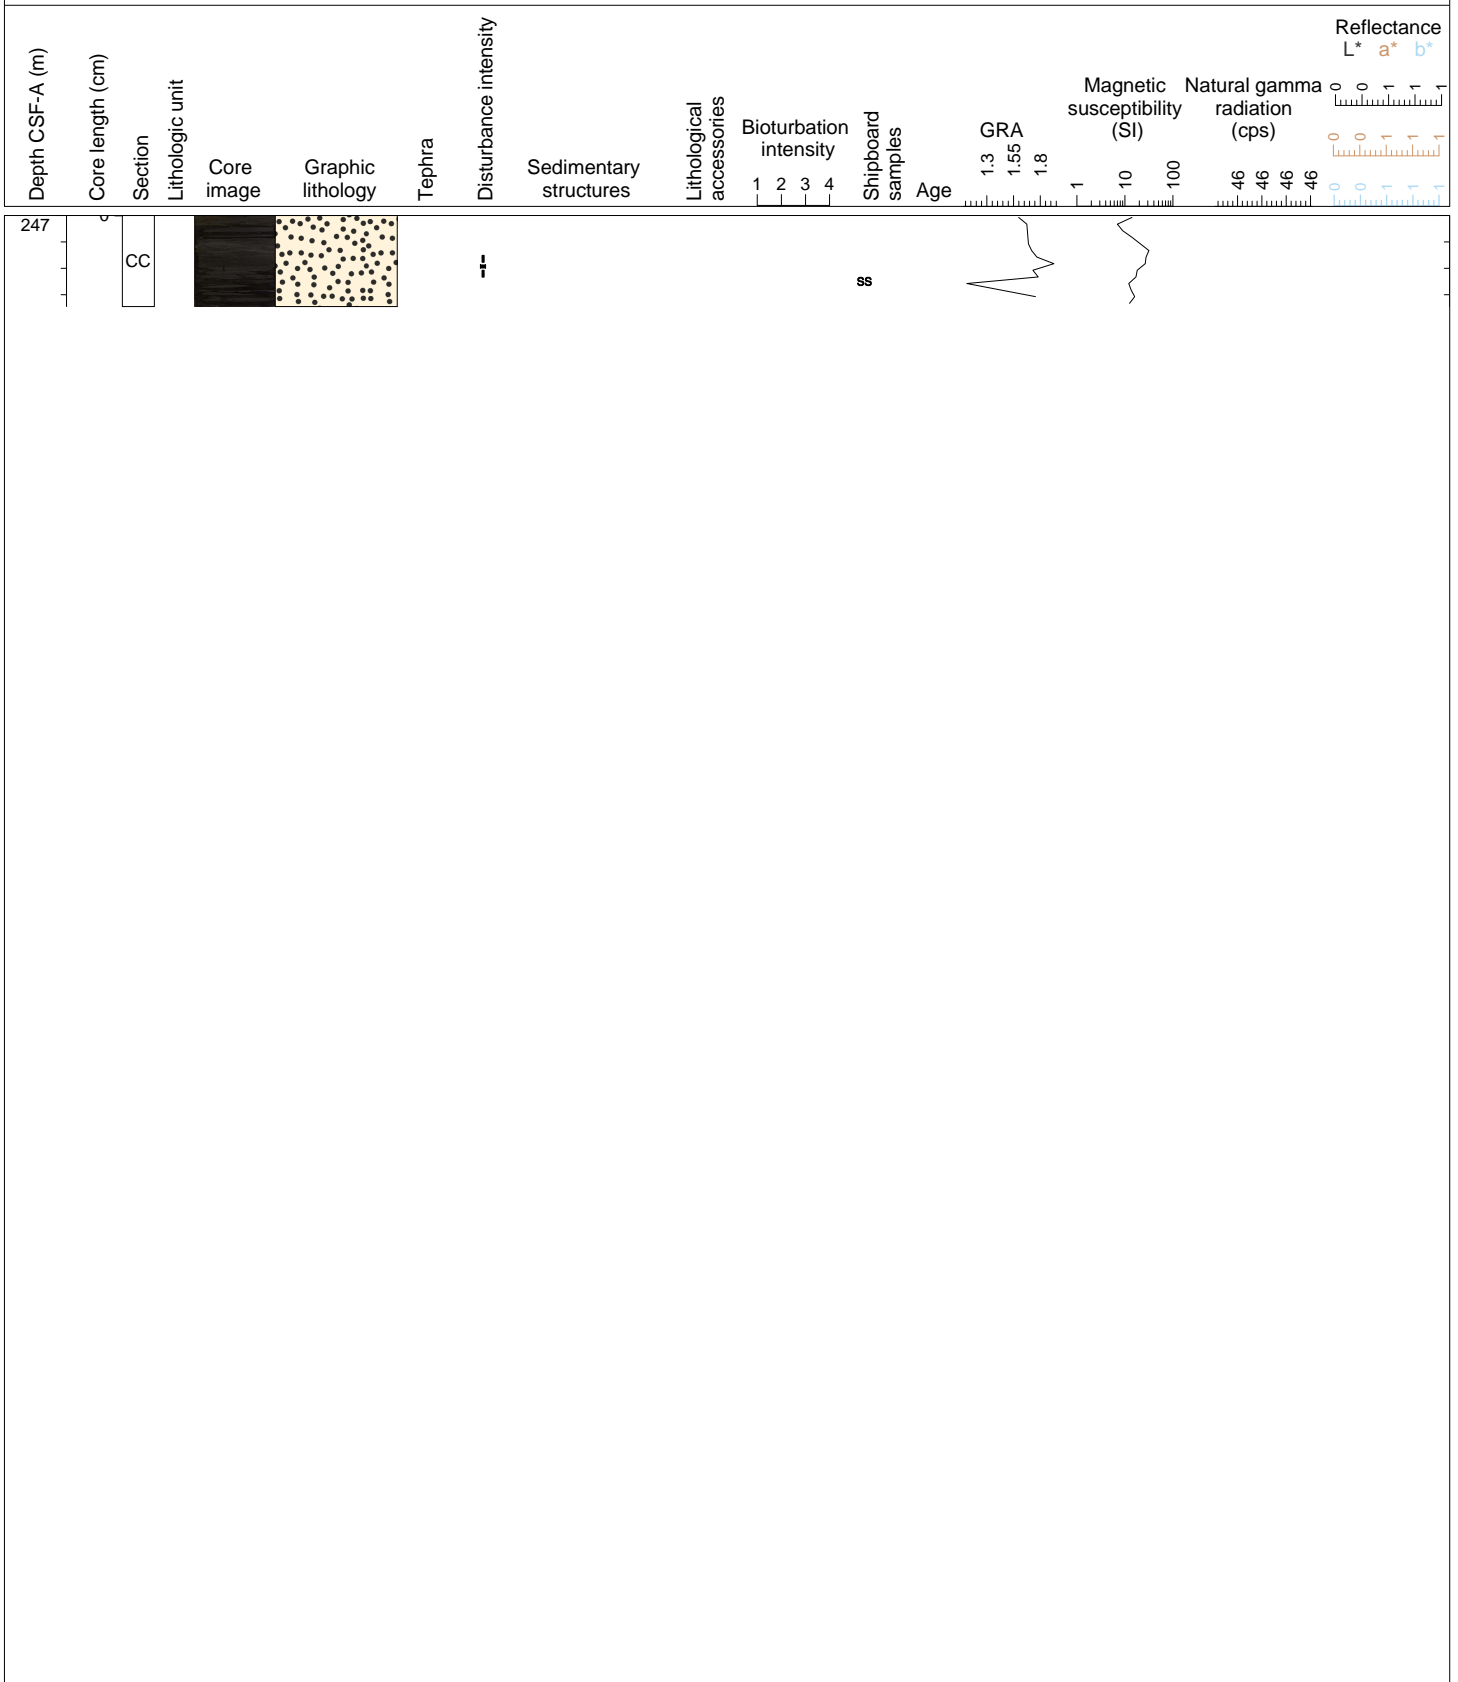 Depth CSF-A (m)
Core length (cm)
Section
Lithologic unit
Core
image
Graphic
lithology
Tephra
Disturbance intensity
Sedimentary
structures
Lithological
accessories
Bioturbation
intensity
1 2 3 4
Shipboard
samples
Age
GRA
1.3
1.55
1.8
Magnetic
susceptibility
(SI)
1
10
100
Natural gamma
radiation
(cps)
46
46
46
46
Reflectance
L* a* b*
0 0 1 1 1
0 0 1 1 1
0 0 1 1 1
247
0
CC
ss